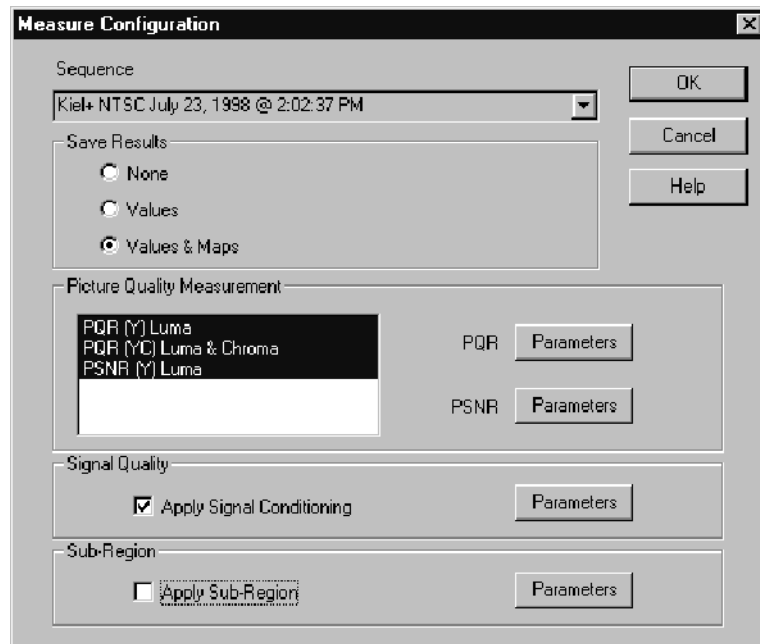 Measure Configuration
Sequence
Kiel+ NTSC July 23, 1998 @ 2:02:37 PM
OK
Cancel
Help
Save Results
None
Values
Values & Maps
Picture Quality Measurement
PQR (Y) Luma
PQR (YC) Luma & Chroma
PSNR (Y) Luma
PQR Parameters
PSNR Parameters
Signal Quality
Apply Signal Conditioning Parameters
Sub-Region
Apply Sub-Region Parameters